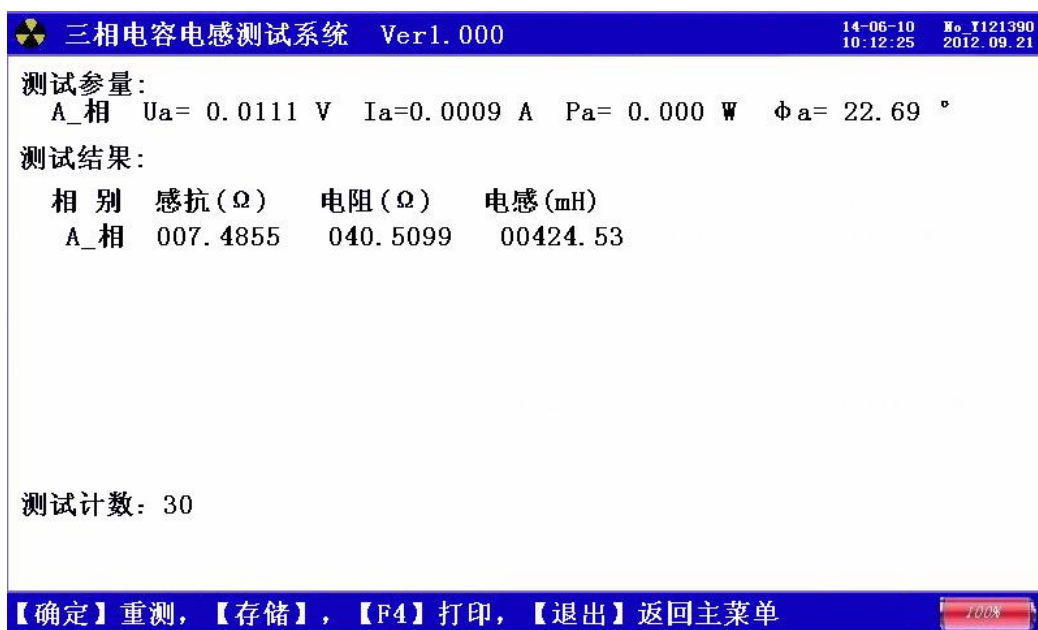 三相电容电感测试系统 Ver1.000 14-06-10 No_Y121390
10:12:25 2012.09.21
测试参量:
A_相 Ua= 0.0111 V Ia=0.0009 A Pa= 0.000 W Φa= 22.69 °
测试结果:
相 别 感抗(Ω) 电阻(Ω) 电感(mH)
A_相 007.4855 040.5099 00424.53
测试计数: 30
【确定】重测, 【存储】, 【F4】打印, 【退出】返回主菜单 100%